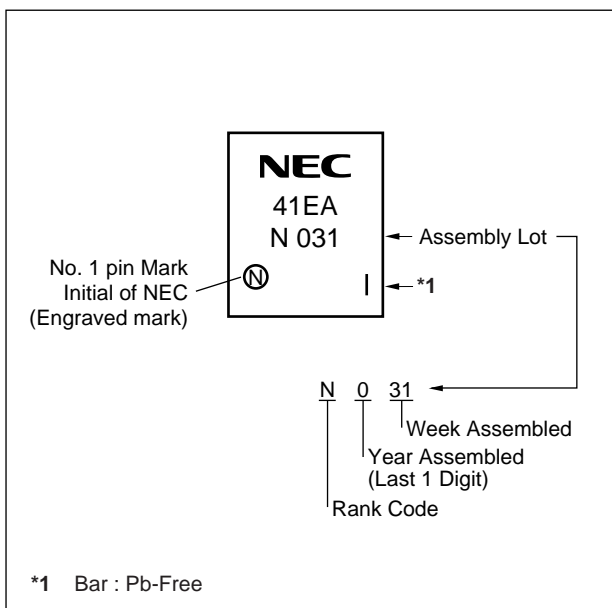 NEC
41EA
N 031
Assembly Lot
No. 1 pin Mark
Initial of NEC
(Engraved mark)
N
*1
N 0 31
Week Assembled
Year Assembled
(Last 1 Digit)
Rank Code
*1 Bar : Pb-Free